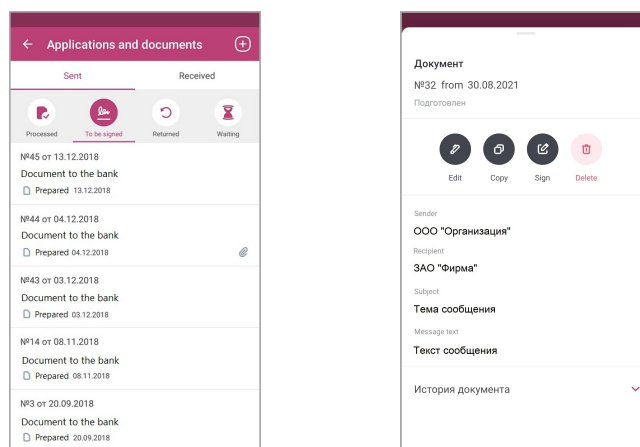 Applications and documents
Sent Received
Processed To be signed Returned Waiting
№45 от 13.12.2018
Document to the bank
Prepared 13.12.2018
№44 от 04.12.2018
Document to the bank
Prepared 04.12.2018
№43 от 03.12.2018
Document to the bank
Prepared 03.12.2018
№14 от 08.11.2018
Document to the bank
Prepared 08.11.2018
№3 от 20.09.2018
Document to the bank
Prepared 20.09.2018
Документ
№32 from 30.08.2021
Подготовлен
Edit Copy Sign Delete
Sender
ООО "Организация"
Recipient
ЗАО "Фирма"
Subject
Тема сообщения
Message text
Текст сообщения
История документа